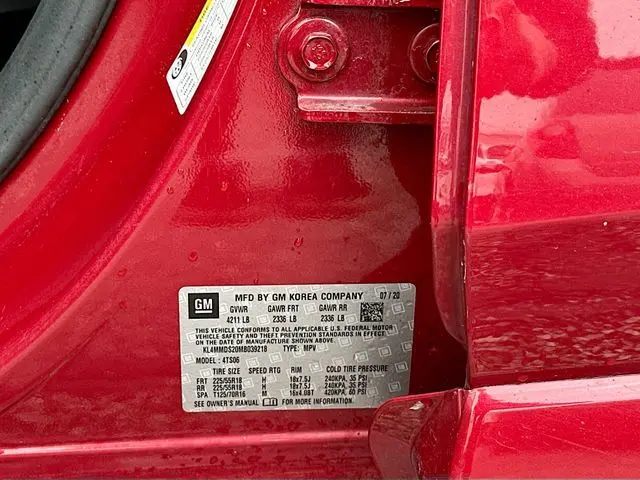 GM
MFD BY GM KOREA COMPANY 07/20
GVWR GAWR FRT GAWR RR
4211 LB 2336 LB 2336 LB
THIS VEHICLE CONFORMS TO ALL APPLICABLE U.S. FEDERAL MOTOR
VEHICLE SAFETY AND THEFT PREVENTION STANDARDS IN EFFECT
ON THE DATE OF MANUFACTURE SHOWN ABOVE.
KL4MMDS20MB039218 TYPE: MPV
MODEL: 4TS06
TIRE SIZE SPEED RTG RIM COLD TIRE PRESSURE
FRT 225/55R18 H 18x7.5J 240KPA, 35 PSI
RR 225/55R18 H 18x7.5J 240KPA, 35 PSI
SPA T125/70R16 M 16x4.0BT 420KPA, 60 PSI
SEE OWNER'S MANUAL FOR MORE INFORMATION.